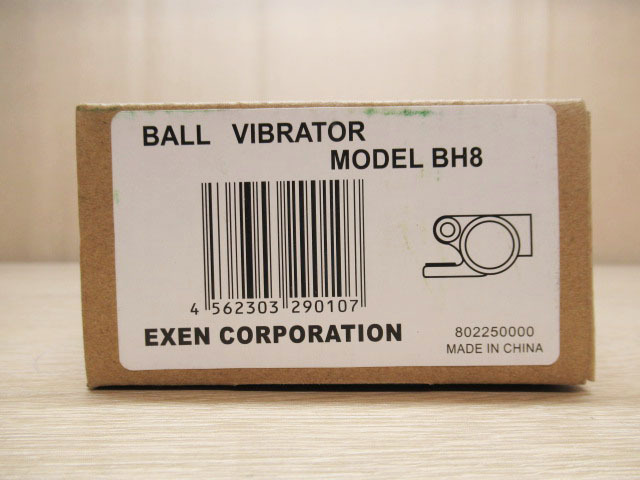 BALL VIBRATOR
MODEL BH8
4 562303 290107
EXEN CORPORATION
802250000
MADE IN CHINA